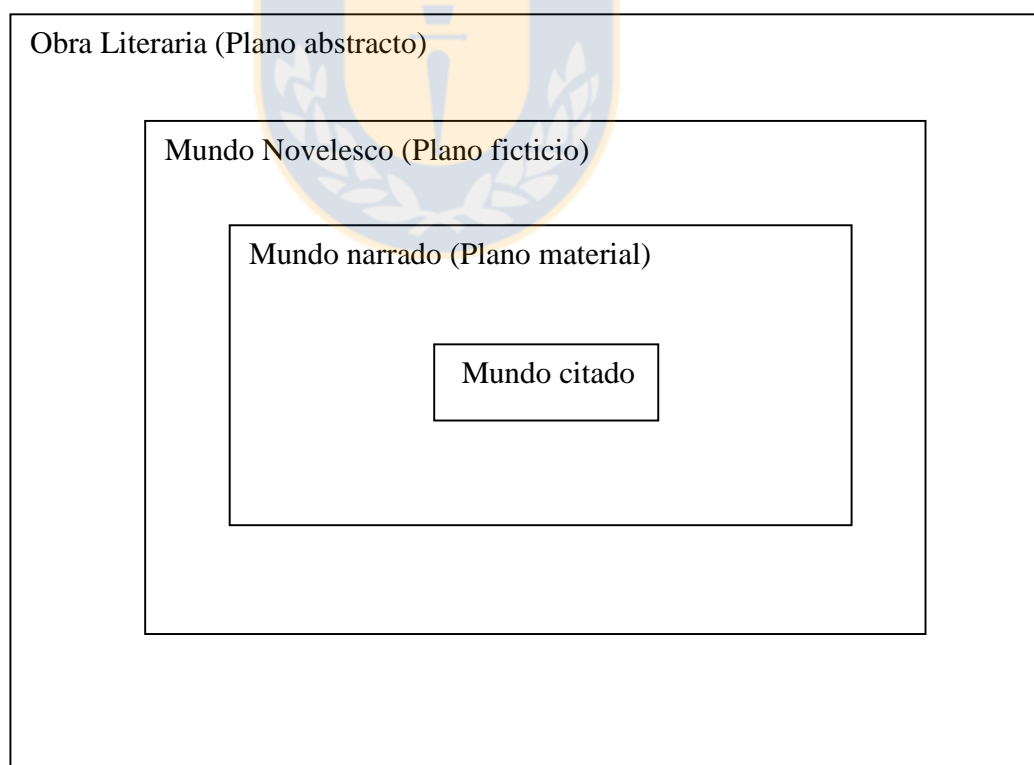 Obra Literaria (Plano abstracto)
Mundo Novelesco (Plano ficticio)
Mundo narrado (Plano material)
Mundo citado